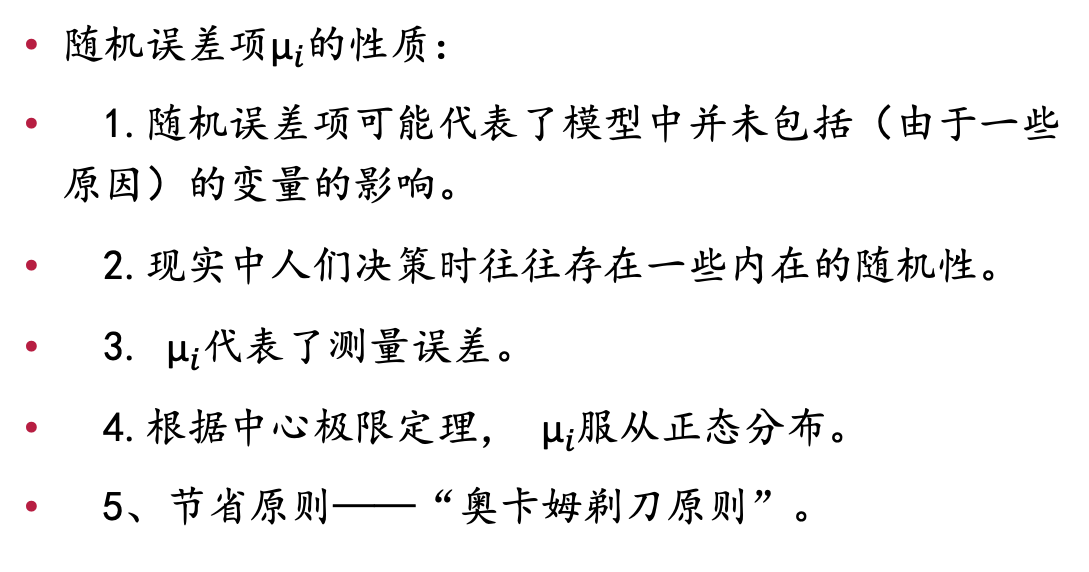 • 随机误差项μᵢ的性质：
• 1.随机误差项可能代表了模型中并未包括（由于一些
原因）的变量的影响。
• 2.现实中人们决策时往往存在一些内在的随机性。
• 3. μᵢ代表了测量误差。
• 4.根据中心极限定理， μᵢ服从正态分布。
• 5、节省原则——“奥卡姆剃刀原则”。